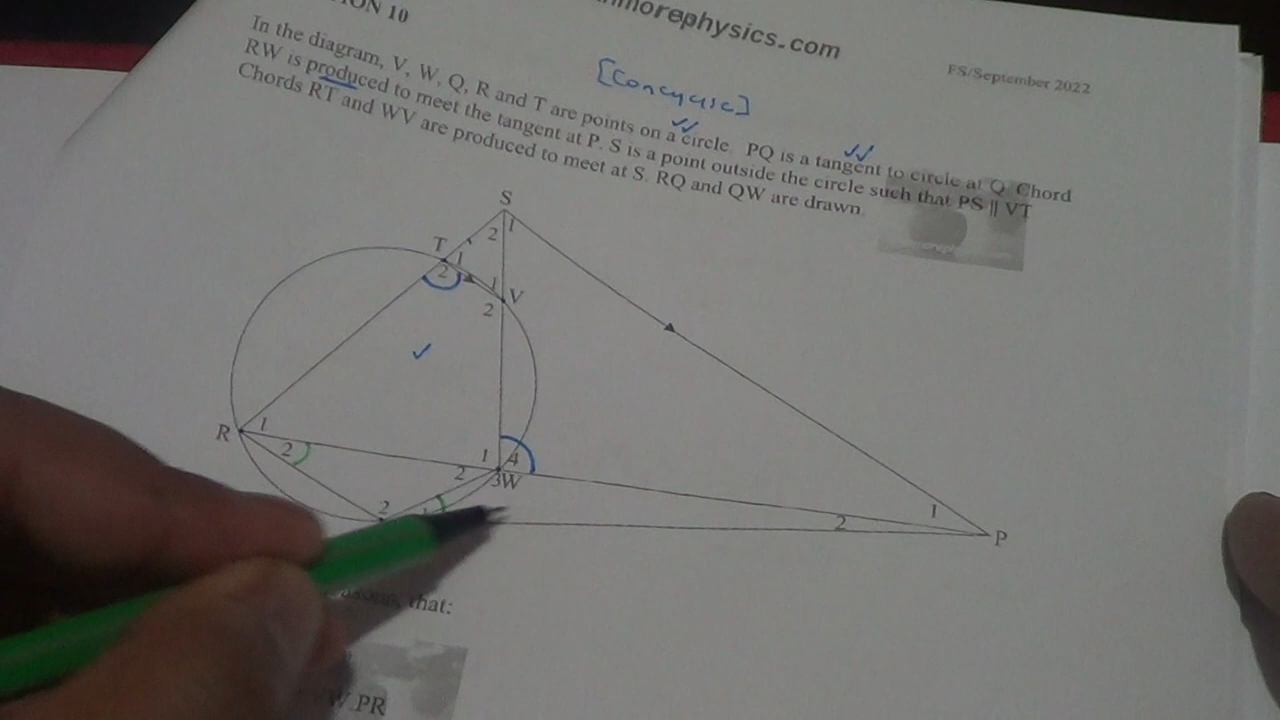 ION 10
morephysics.com
FS/September 2022
[Concyclic]
In the diagram, V, W, Q, R and T are points on a circle. PQ is a tangent to circle at Q. Chord
RW is produced to meet the tangent at P. S is a point outside the circle such that PS || VT
Chords RT and WV are produced to meet at S. RQ and QW are drawn.
S
1
2
T
1
2
1
V
2
R
1
2
1
4
2
3W
2
1
2
P
that:
W.PR